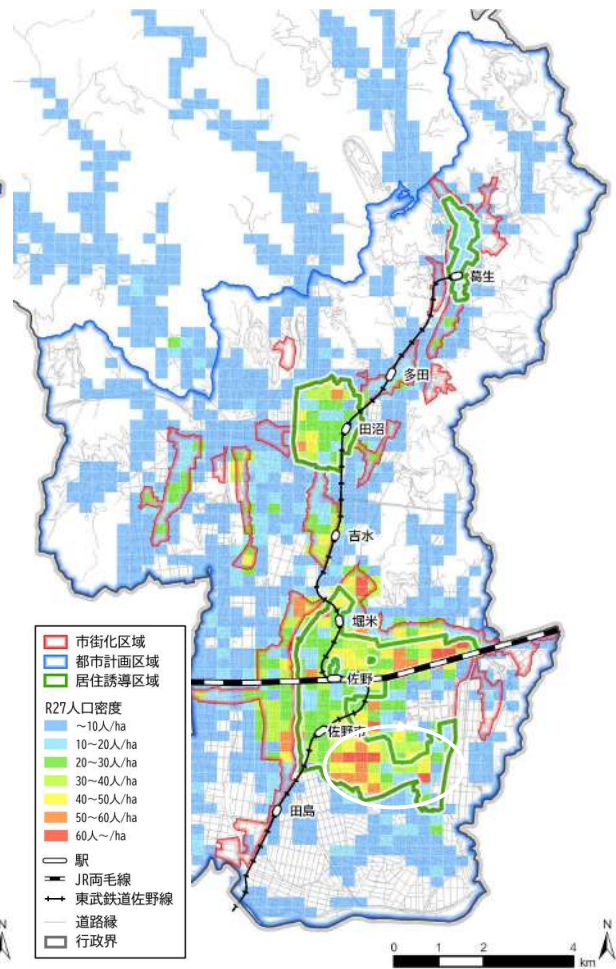 葛生
多田
田沼
吉水
堀米
佐野
佐野市
田島
市街化区域
都市計画区域
居住誘導区域
R27人口密度
～10人/ha
10～20人/ha
20～30人/ha
30～40人/ha
40～50人/ha
50～60人/ha
60人～/ha
駅
JR両毛線
東武鉄道佐野線
道路縁
行政界
N
N
0 1 2 4
km